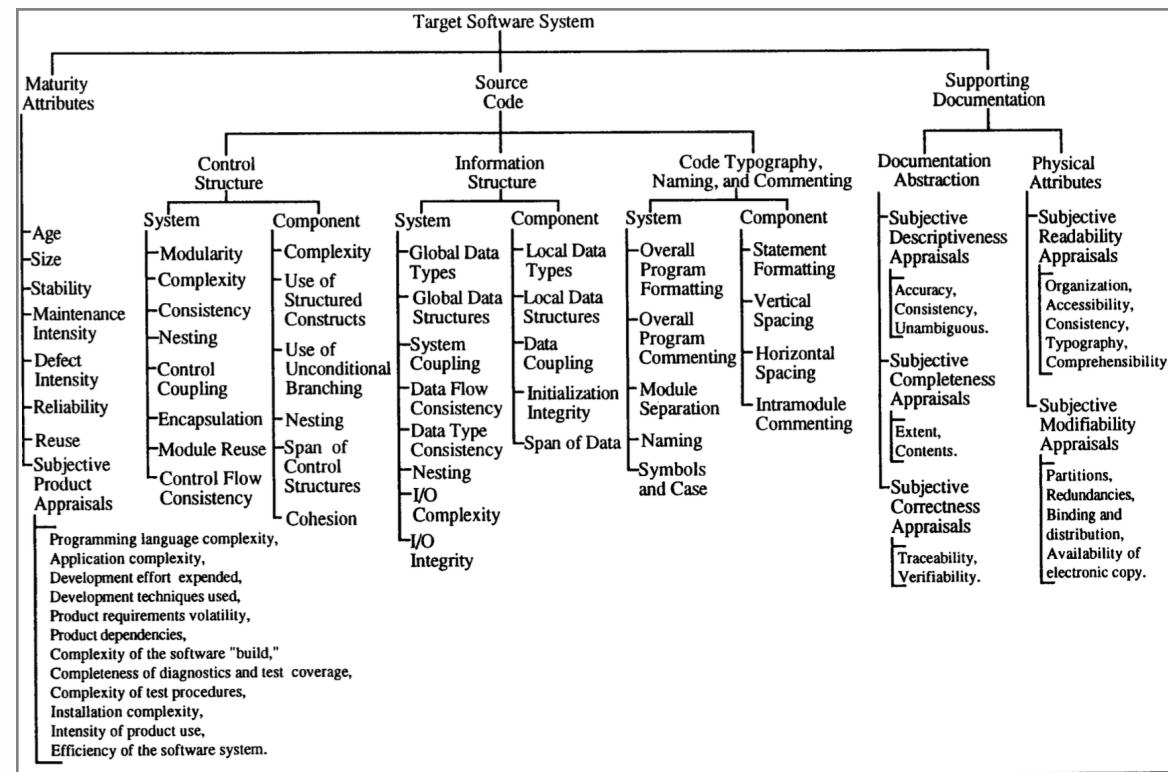 Target Software System
Maturity
Attributes
Age
Size
Stability
Maintenance
Intensity
Defect
Intensity
Reliability
Reuse
Subjective
Product
Appraisals
Programming language complexity,
Application complexity,
Development effort expended,
Development techniques used,
Product requirements volatility,
Product dependencies,
Complexity of the software "build,"
Completeness of diagnostics and test coverage,
Complexity of test procedures,
Installation complexity,
Intensity of product use,
Efficiency of the software system.
Source
Code
Control
Structure
System
Modularity
Complexity
Consistency
Nesting
Control
Coupling
Encapsulation
Module Reuse
Control Flow
Consistency
Component
Complexity
Use of
Structured
Constructs
Use of
Unconditional
Branching
Nesting
Span of
Control
Structures
Cohesion
Information
Structure
System
Global Data
Types
Global Data
Structures
System
Coupling
Data Flow
Consistency
Data Type
Consistency
Nesting
I/O
Complexity
I/O
Integrity
Component
Local Data
Types
Local Data
Structures
Data
Coupling
Initialization
Integrity
Span of Data
Code Typography,
Naming, and Commenting
System
Overall
Program
Formatting
Overall
Program
Commenting
Module
Separation
Naming
Symbols
and Case
Component
Statement
Formatting
Vertical
Spacing
Horizontal
Spacing
Intramodule
Commenting
Supporting
Documentation
Documentation
Abstraction
Subjective
Descriptiveness
Appraisals
Accuracy,
Consistency,
Unambiguous.
Subjective
Completeness
Appraisals
Extent,
Contents.
Subjective
Correctness
Appraisals
Traceability,
Verifiability.
Physical
Attributes
Subjective
Readability
Appraisals
Organization,
Accessibility,
Consistency,
Typography,
Comprehensibility
Subjective
Modifiability
Appraisals
Partitions,
Redundancies,
Binding and
distribution,
Availability of
electronic copy.